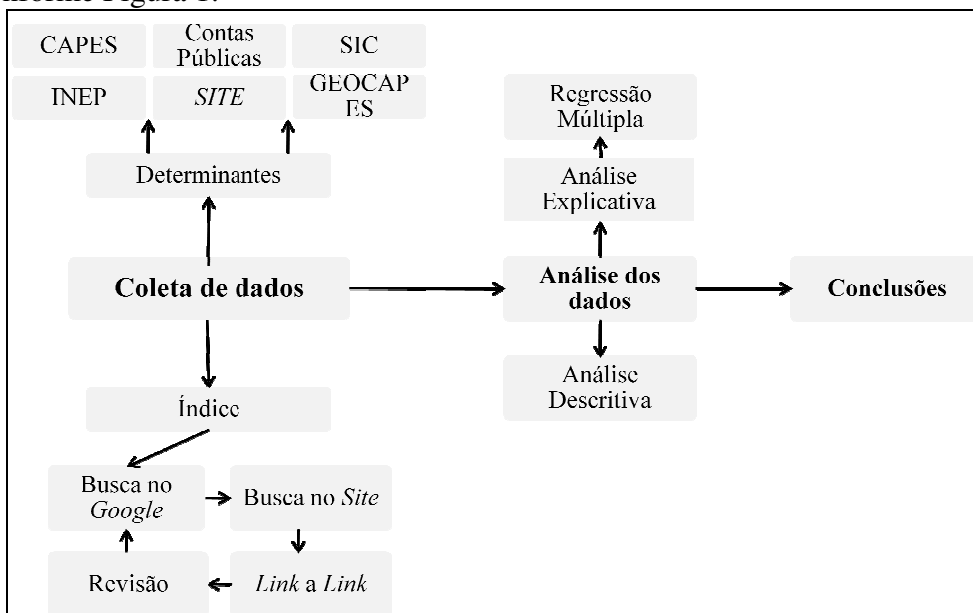 nforme Figura 1.
CAPES
Contas
Públicas
SIC
INEP
SITE
GEOCAP
ES
Determinantes
Coleta de dados
Índice
Busca no
Google
Busca no Site
Link a Link
Revisão
Regressão
Múltipla
Análise
Explicativa
Análise dos
dados
Análise
Descritiva
Conclusões